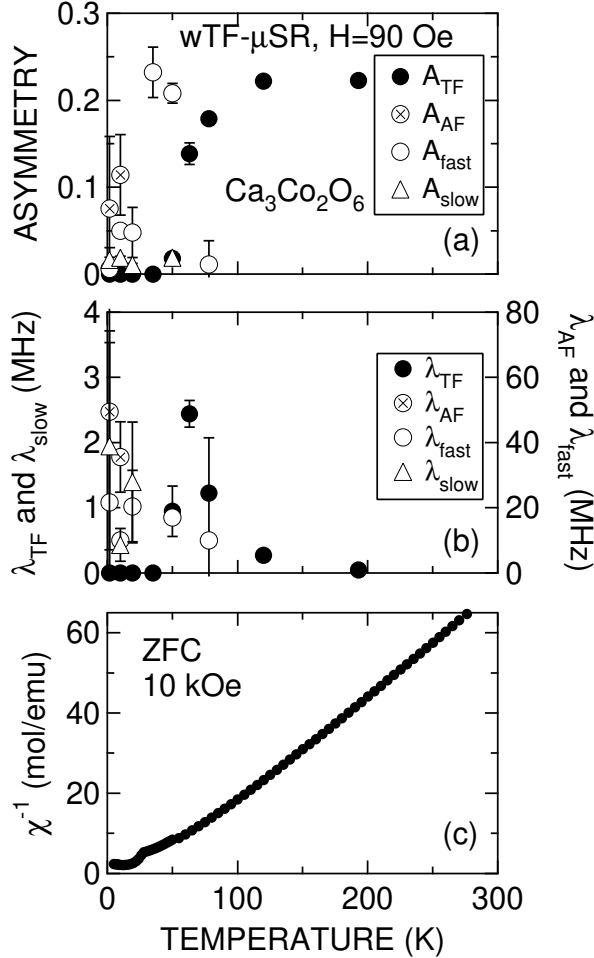 wTF-μSR, H=90 Oe
0.3
0.2
0.1
0
ASYMMETRY
A_TF
A_AF
A_fast
A_slow
Ca₃Co₂O₆
(a)
4
3
2
1
0
λ_TF and λ_slow (MHz)
80
60
40
20
0
λ_AF and λ_fast (MHz)
λ_TF
λ_AF
λ_fast
λ_slow
(b)
60
40
20
0
χ⁻¹ (mol/emu)
ZFC
10 kOe
(c)
0 100 200 300
TEMPERATURE (K)